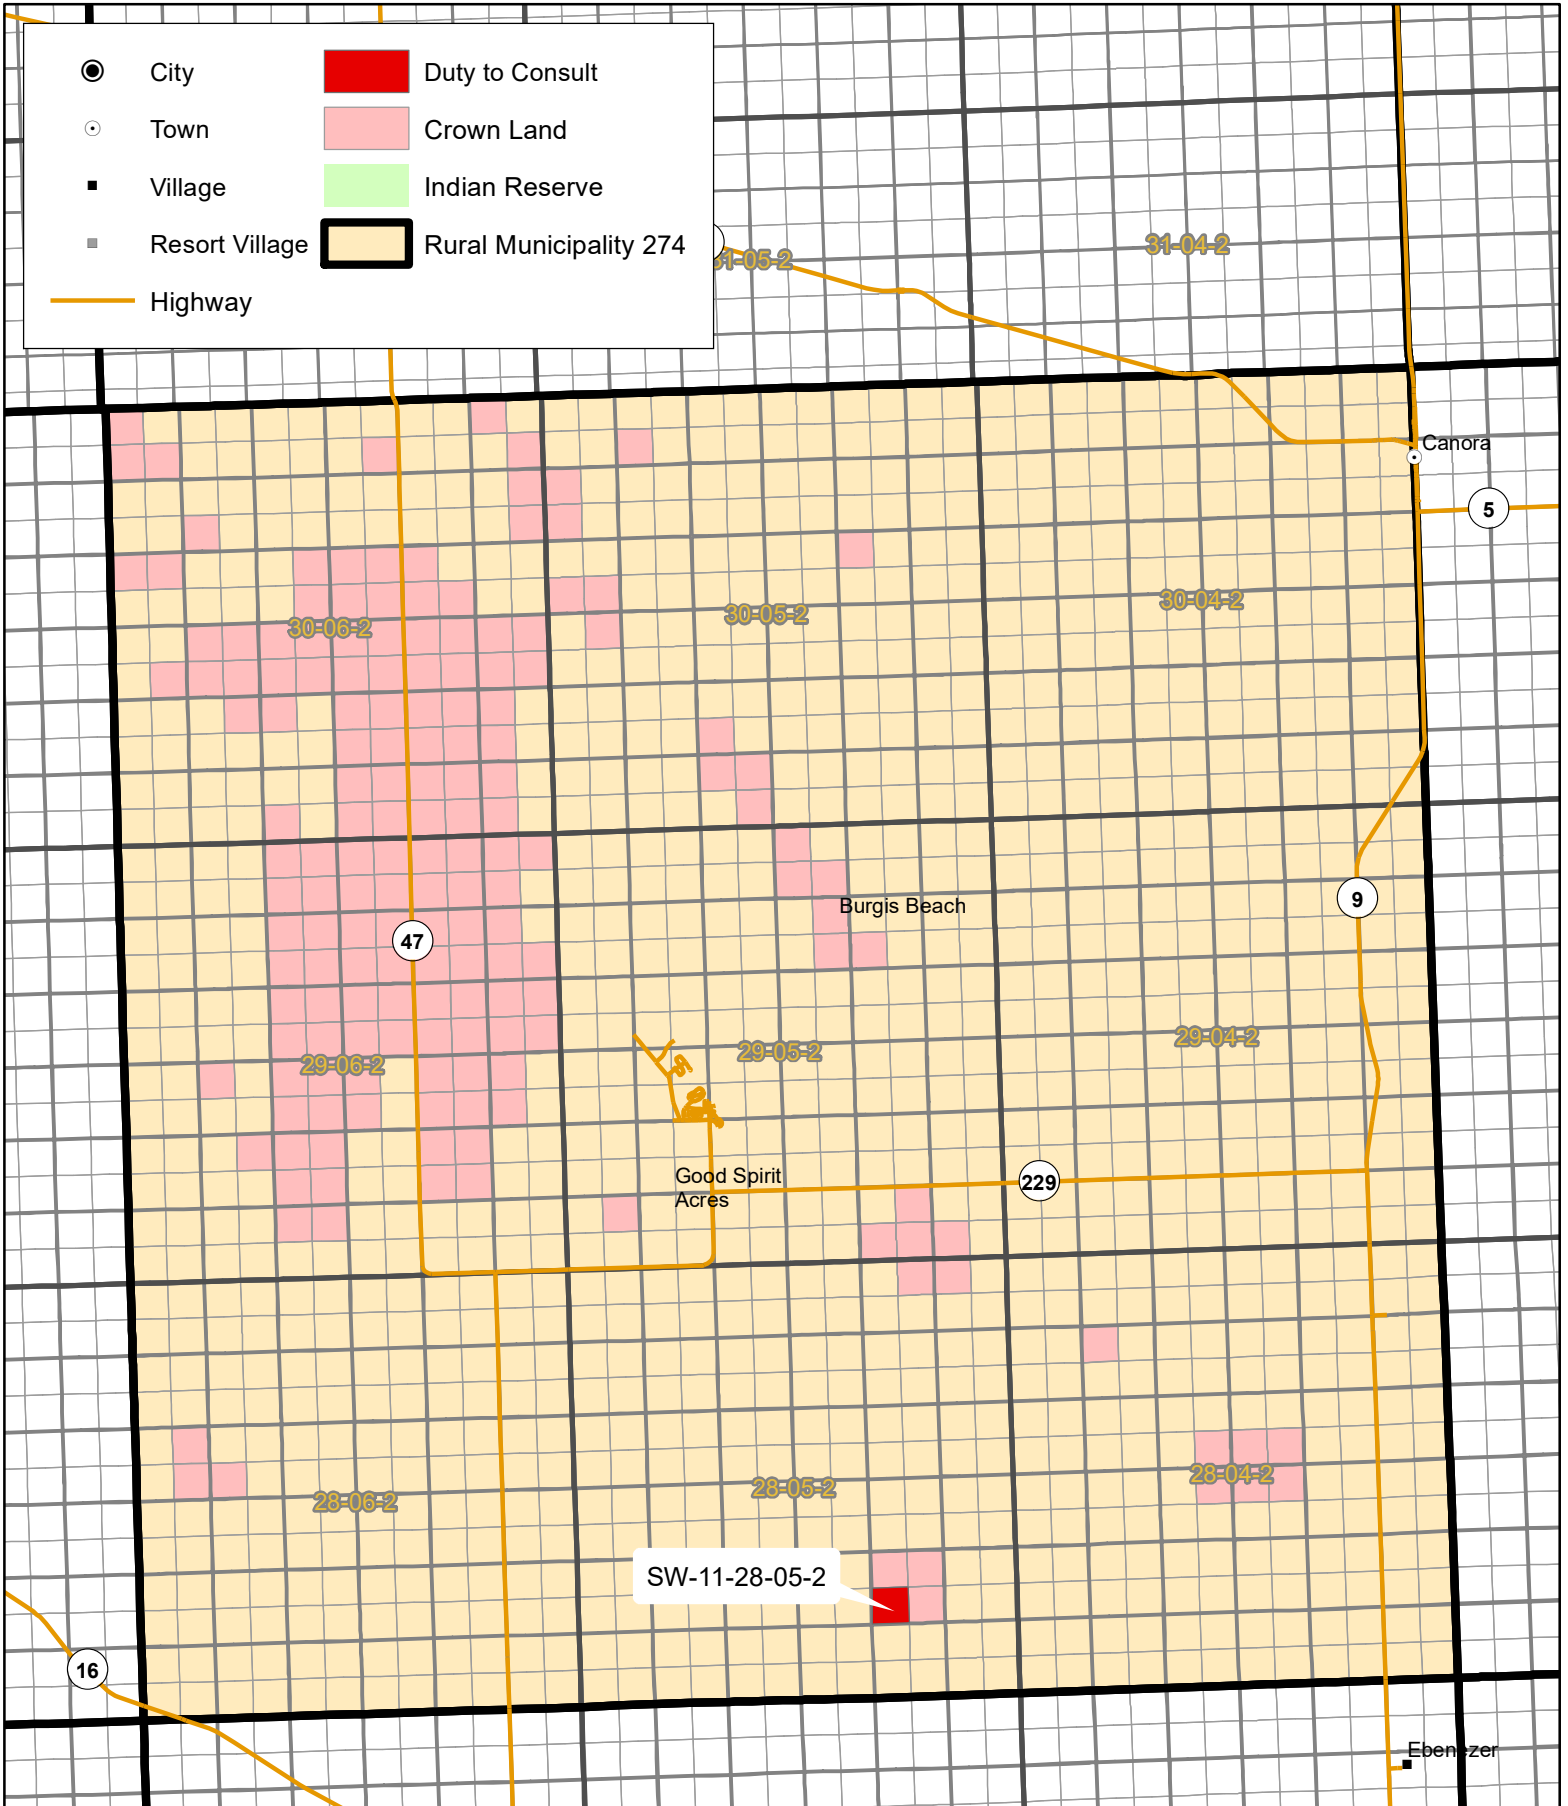 City
Duty to Consult
Town
Crown Land
Village
Indian Reserve
Resort Village
Rural Municipality 274
Highway
31-05-2
31-04-2
Canora
5
30-06-2
30-05-2
30-04-2
Burgis Beach
9
47
29-06-2
29-05-2
29-04-2
Good Spirit
Acres
229
28-06-2
28-05-2
28-04-2
SW-11-28-05-2
16
Ebenezer